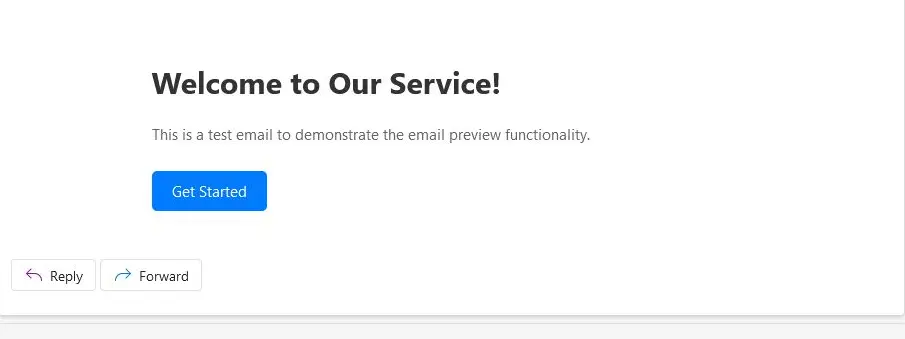 Welcome to Our Service!
This is a test email to demonstrate the email preview functionality.
Get Started
Reply
Forward